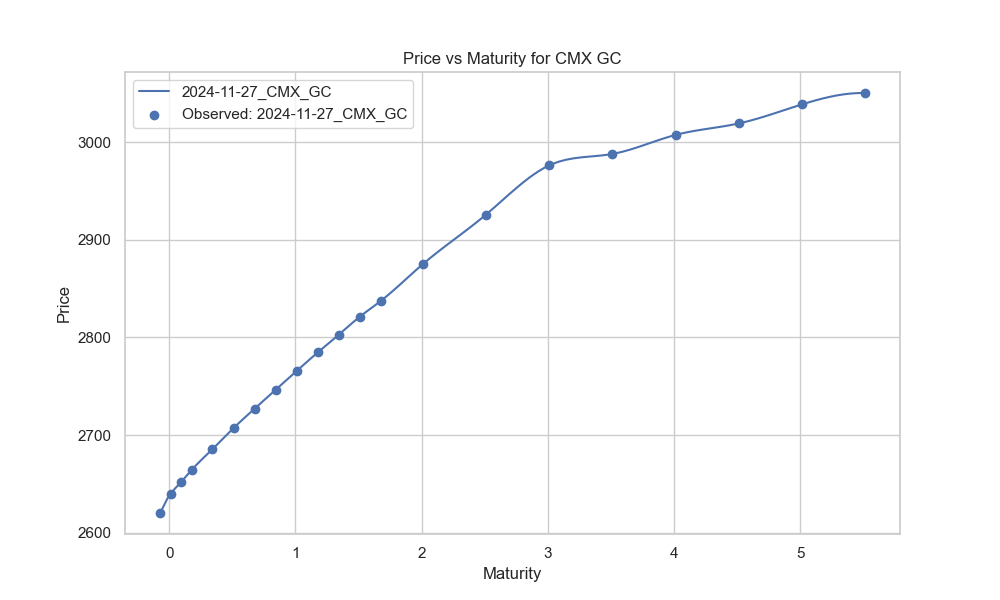 Price vs Maturity for CMX GC
2024-11-27_CMX_GC
Observed: 2024-11-27_CMX_GC
3000
2900
2800
2700
2600
Price
0 1 2 3 4 5
Maturity